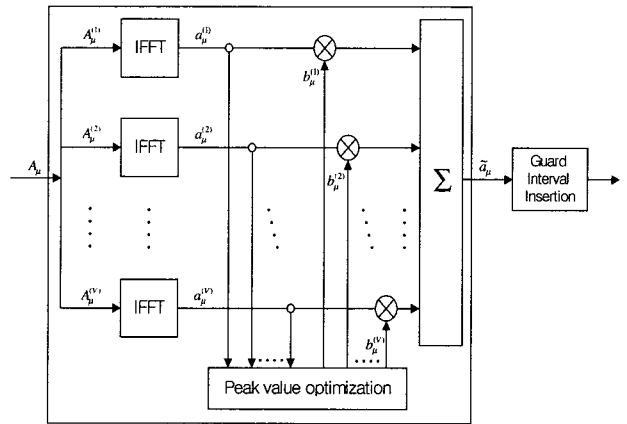 A_μ^(1)
IFFT
a_μ^(1)
b_μ^(1)
A_μ^(2)
IFFT
a_μ^(2)
b_μ^(2)
A_μ
Σ
ã_μ
Guard
Interval
Insertion
A_μ^(V)
IFFT
a_μ^(V)
b_μ^(V)
Peak value optimization